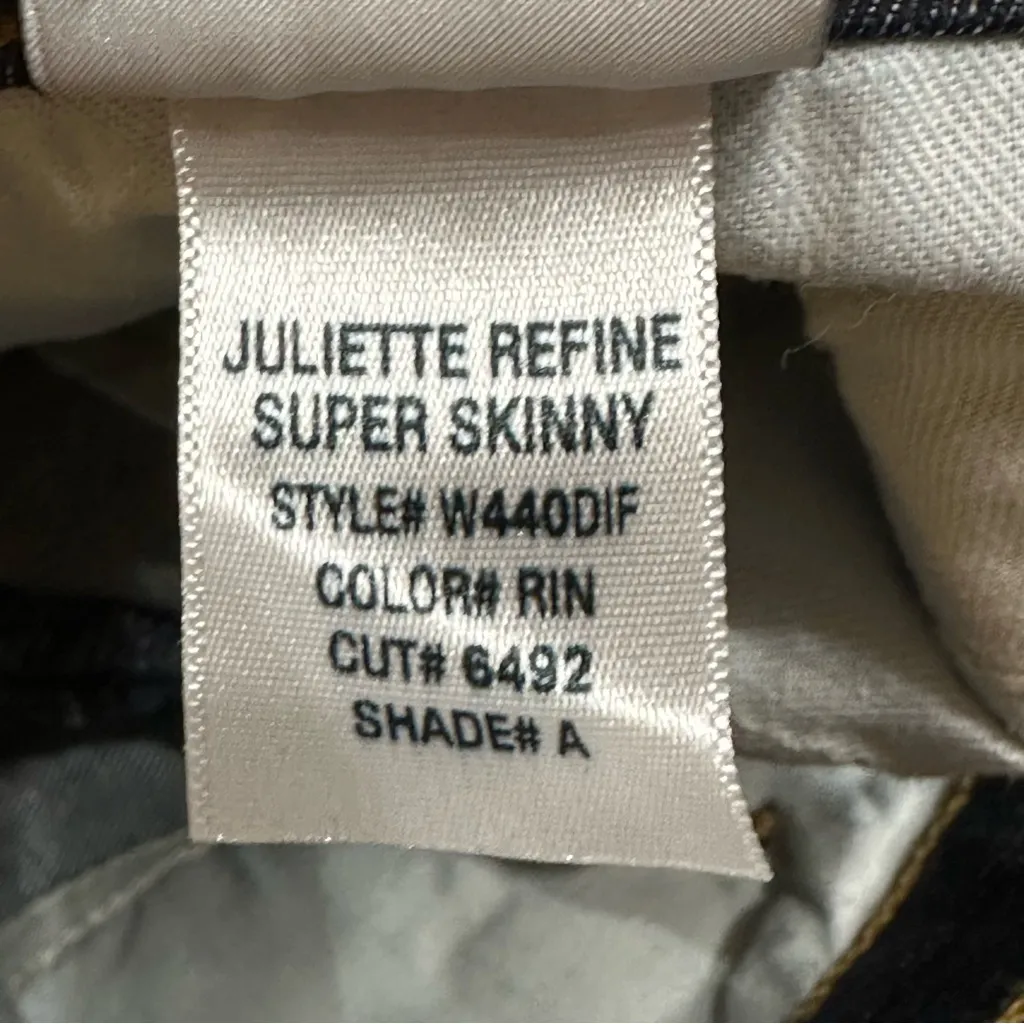 JULIETTE REFINE
SUPER SKINNY
STYLE# W440DIF
COLOR# RIN
CUT# 6492
SHADE# A